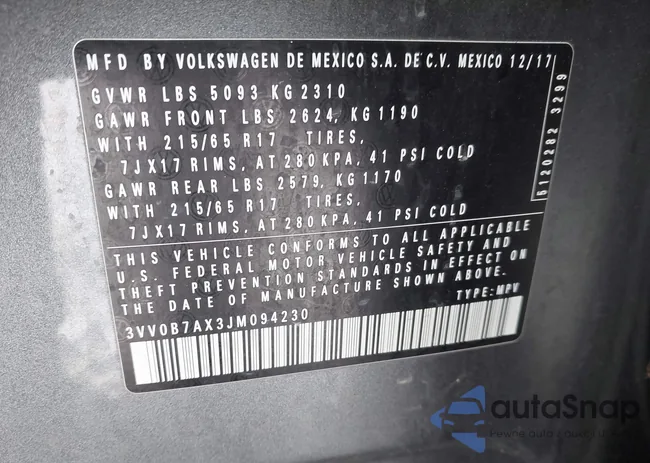 MFD BY VOLKSWAGEN DE MEXICO S.A. DE C.V. MEXICO 12/17
GVWR LBS 5093 KG 2310
GAWR FRONT LBS 2624, KG 1190
WITH 215/65 R17 TIRES,
7JX17 RIMS, AT 280 KPA, 41 PSI COLD
GAWR REAR LBS 2579, KG 1170
WITH 215/65 R17 TIRES,
7JX17 RIMS, AT 280 KPA, 41 PSI COLD
5120282 3299
THIS VEHICLE CONFORMS TO ALL APPLICABLE
U.S. FEDERAL MOTOR VEHICLE SAFETY AND
THEFT PREVENTION STANDARDS IN EFFECT ON
THE DATE OF MANUFACTURE SHOWN ABOVE.
3VV0B7AX3JM094230 TYPE: MPV
autaSnap